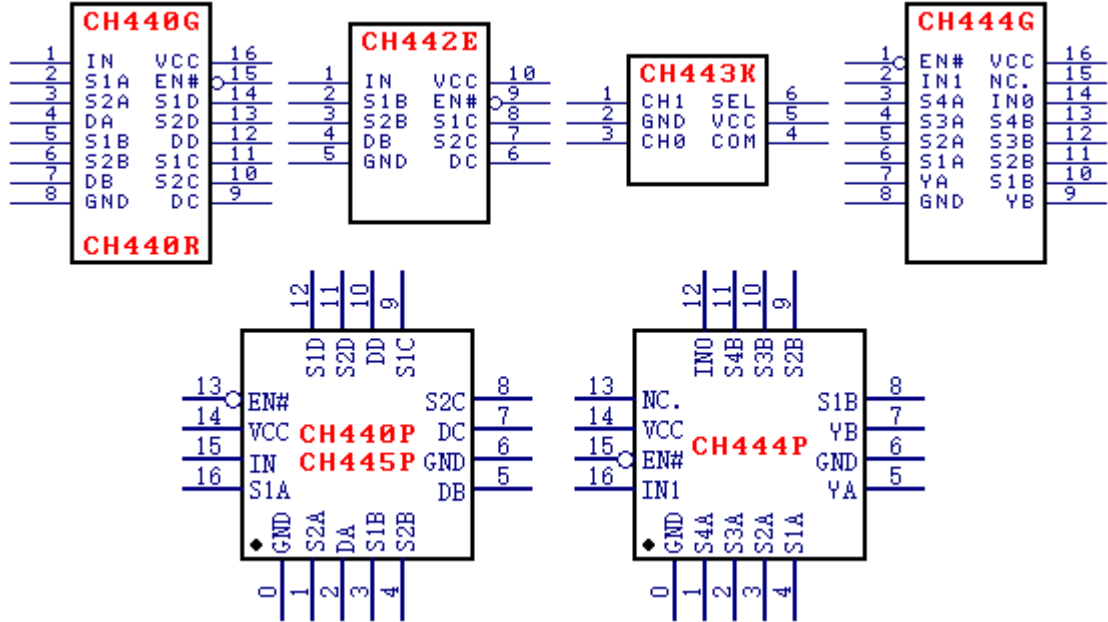 CH440G
1 IN VCC 16
2 S1A EN# 15
3 S2A S1D 14
4 DA S2D 13
5 S1B DD 12
6 S2B S1C 11
7 DB S2C 10
8 GND DC 9
CH440R
CH442E
1 IN VCC 10
2 S1B EN# 9
3 S2B S1C 8
4 DB S2C 7
5 GND DC 6
CH443K
1 CH1 SEL 6
2 GND VCC 5
3 CH0 COM 4
CH444G
1 EN# VCC 16
2 IN1 NC. 15
3 S4A IN0 14
4 S3A S4B 13
5 S2A S3B 12
6 S1A S2B 11
7 YA S1B 10
8 GND YB 9
12 11 10 9
S1D S2D DD S1C
13 EN# S2C 8
14 VCC CH440P DC 7
15 IN CH445P GND 6
16 S1A DB 5
GND S2A DA S1B S2B
0 1 2 3 4
12 11 10 9
IN0 S4B S3B S2B
13 NC. S1B 8
14 VCC YB 7
CH444P
15 EN# GND 6
16 IN1 YA 5
GND S4A S3A S2A S1A
0 1 2 3 4